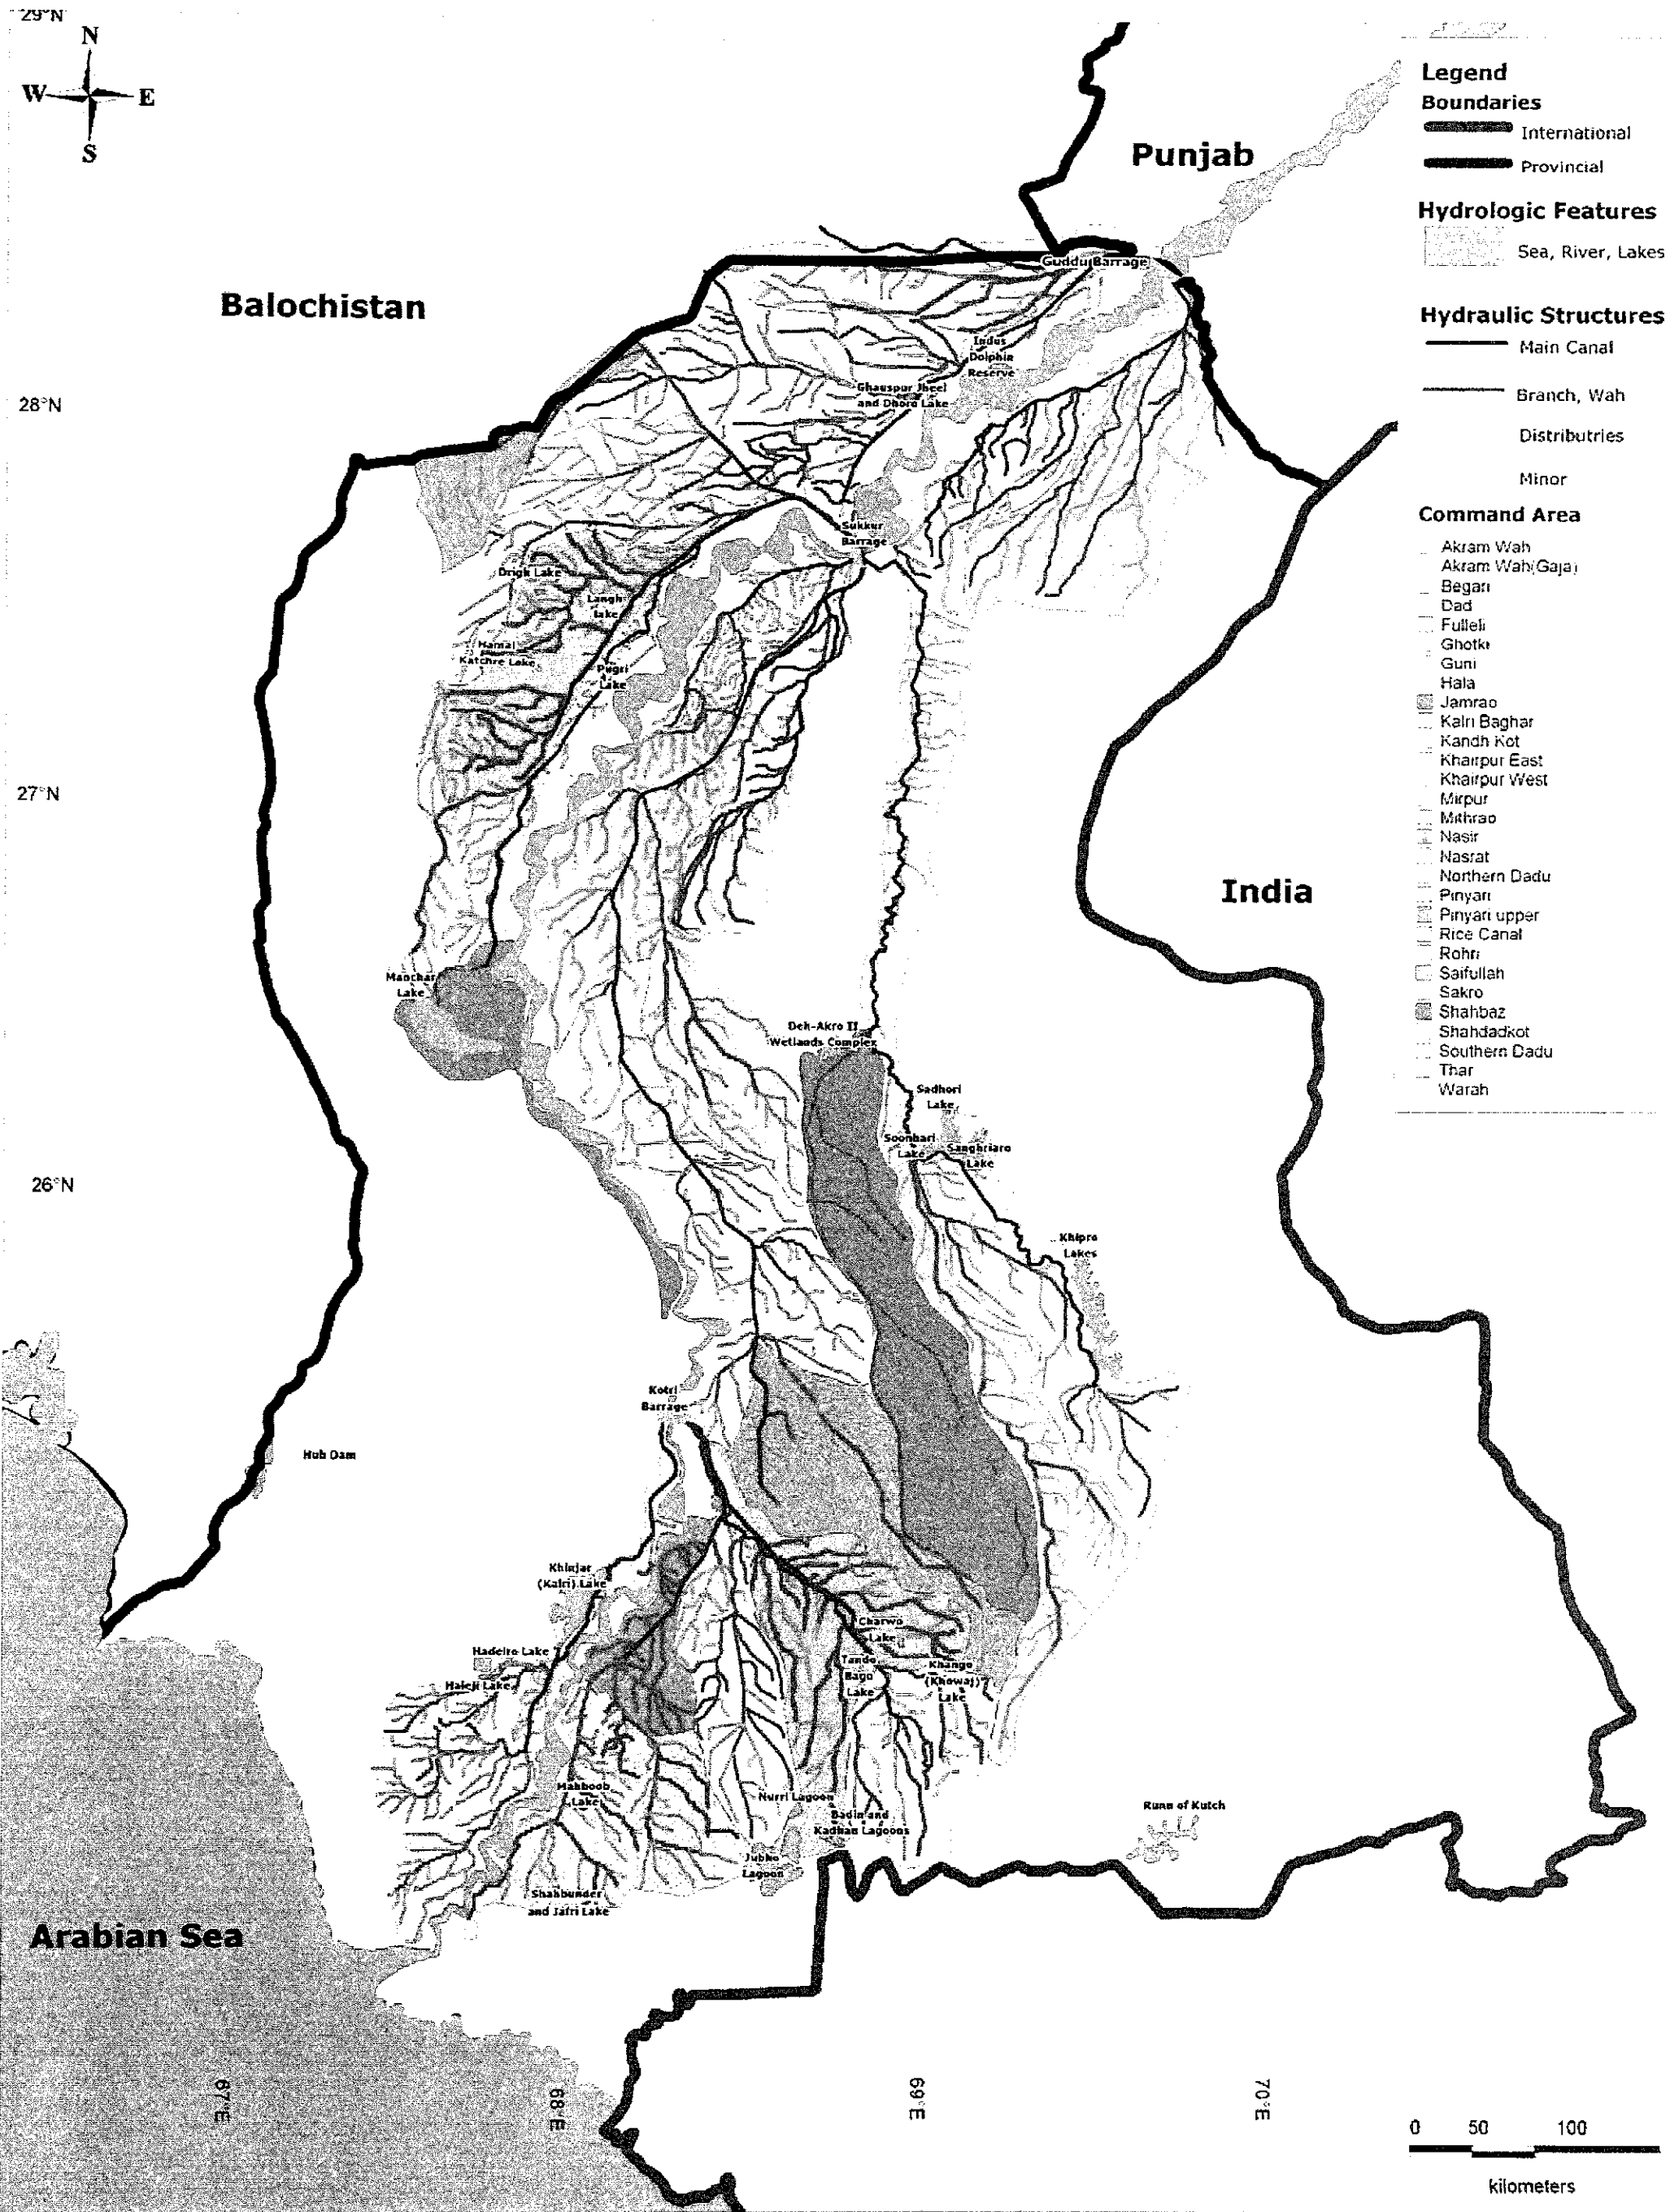 29°N
N
W E
S
Punjab
Balochistan
Guddu Barrage
Indus
Dolphin
Reserve
Ghauspur Jheel
and Dhoro Lake
28°N
Sukkur
Barrage
Drigh Lake
Langh
lake
Hamal
Katchre Lake
Pugri
Lake
27°N
India
Manchar
Lake
Deh-Akro II
Wetlands Complex
Sadhori
Lake
Soonhari
Lake
Sanghriaro
Lake
26°N
Khipro
Lakes
Kotri
Barrage
Hub Dam
Khinjar
(Kalri) Lake
Charwo
Lake
Hadeiro Lake
Tando
Bago
Lake
Khango
(Khowaj)
Lake
Haleji Lake
Mahboob
Lake
Nurri Lagoon
Badin and
Kadhan Lagoons
Runn of Kutch
Jubho
Lagoon
Shahbunder
and Jafri Lake
Arabian Sea
67°E
68°E
69°E
70°E
Legend
Boundaries
International
Provincial
Hydrologic Features
Sea, River, Lakes
Hydraulic Structures
Main Canal
Branch, Wah
Distributries
Minor
Command Area
Akram Wah
Akram Wah(Gaja)
Begari
Dad
Fulleli
Ghotki
Guni
Hala
Jamrao
Kalri Baghar
Kandh Kot
Khairpur East
Khairpur West
Mirpur
Mithrao
Nasir
Nasrat
Northern Dadu
Pinyari
Pinyari upper
Rice Canal
Rohri
Saifullah
Sakro
Shahbaz
Shahdadkot
Southern Dadu
Thar
Warah
0 50 100
kilometers